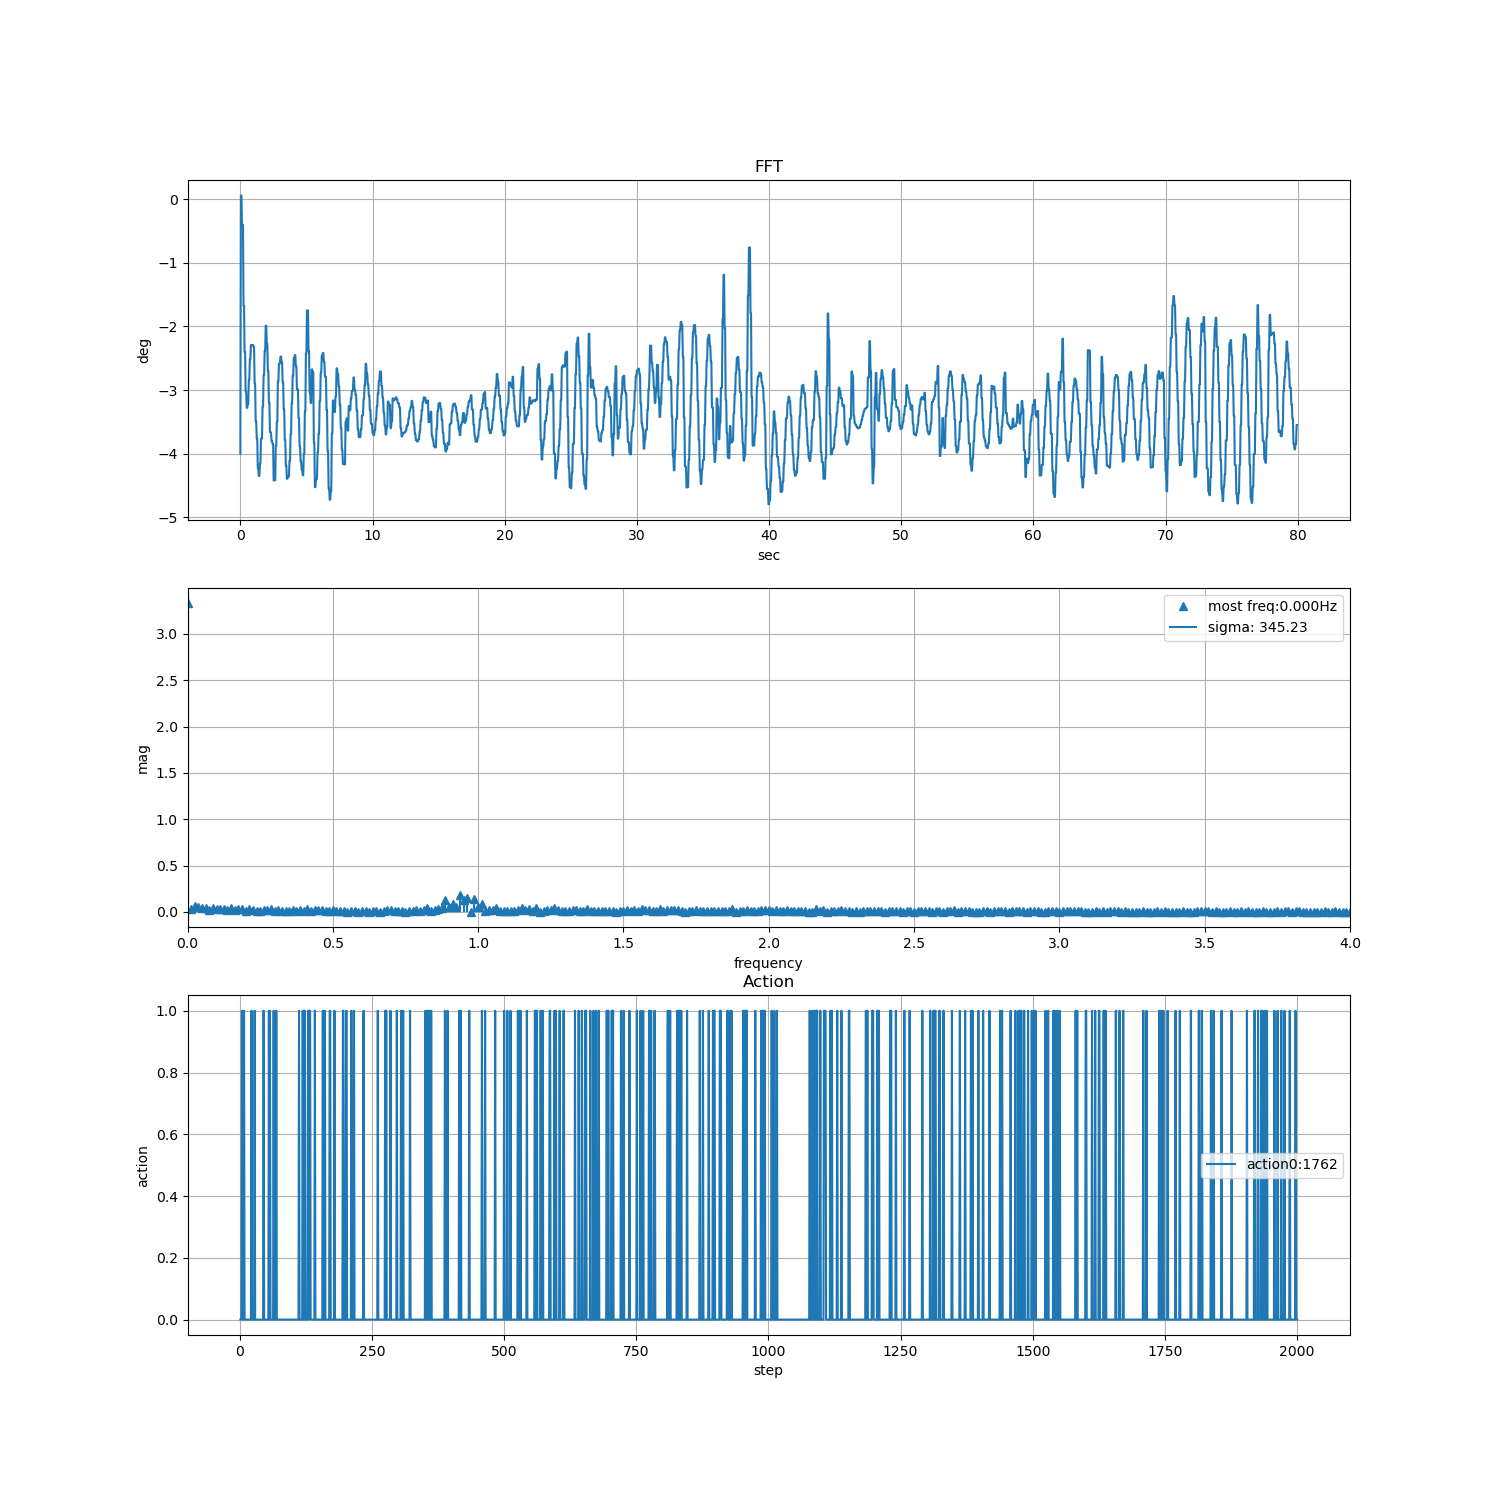 FFT
0
−1
−2
−3
−4
−5
deg
0 10 20 30 40 50 60 70 80
sec
most freq:0.000Hz
sigma: 345.23
3.0
2.5
2.0
1.5
1.0
0.5
0.0
mag
0.0 0.5 1.0 1.5 2.0 2.5 3.0 3.5 4.0
frequency
Action
1.0
0.8
0.6
0.4
0.2
0.0
action
action0:1762
0 250 500 750 1000 1250 1500 1750 2000
step